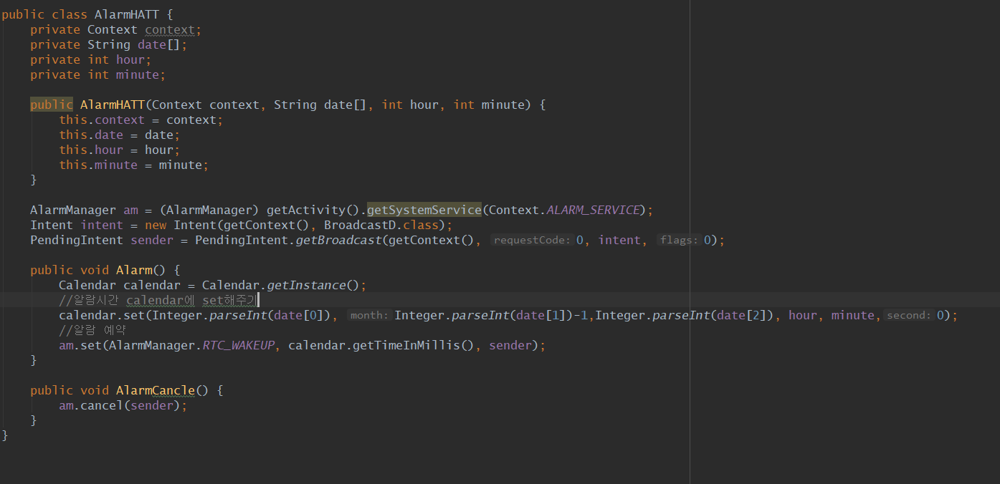 public class AlarmHATT {
private Context context;
private String date[];
private int hour;
private int minute;
public AlarmHATT(Context context, String date[], int hour, int minute) {
this.context = context;
this.date = date;
this.hour = hour;
this.minute = minute;
}
AlarmManager am = (AlarmManager) getActivity().getSystemService(Context.ALARM_SERVICE);
Intent intent = new Intent(getContext(), BroadcastD.class);
PendingIntent sender = PendingIntent.getBroadcast(getContext(), requestCode: 0, intent, flags: 0);
public void Alarm() {
Calendar calendar = Calendar.getInstance();
//알람시간 calendar에 set해주기
calendar.set(Integer.parseInt(date[0]), month: Integer.parseInt(date[1])-1,Integer.parseInt(date[2]), hour, minute, second: 0);
//알람 예약
am.set(AlarmManager.RTC_WAKEUP, calendar.getTimeInMillis(), sender);
}
public void AlarmCancle() {
am.cancel(sender);
}
}